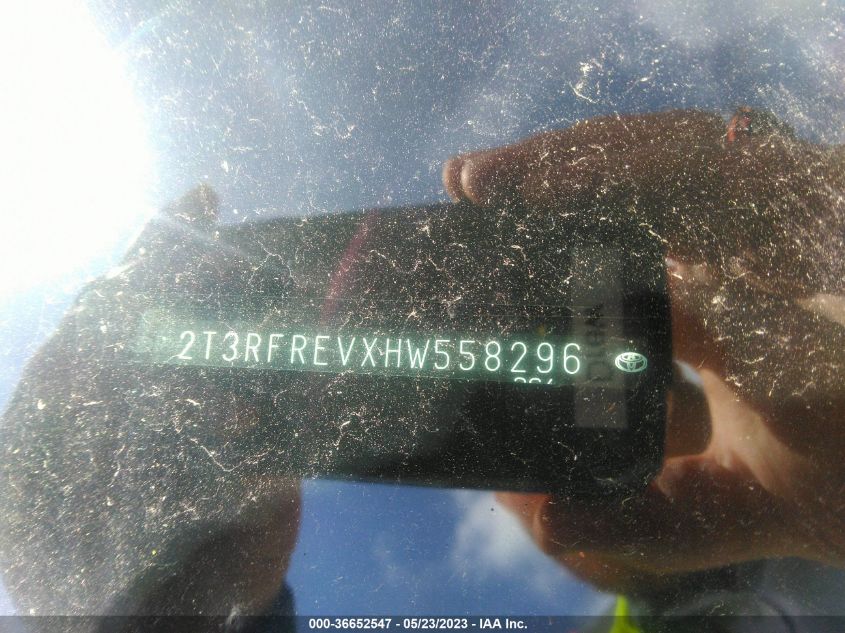 2T3RFREVXHW558296
000-36652547 - 05/23/2023 - IAA Inc.